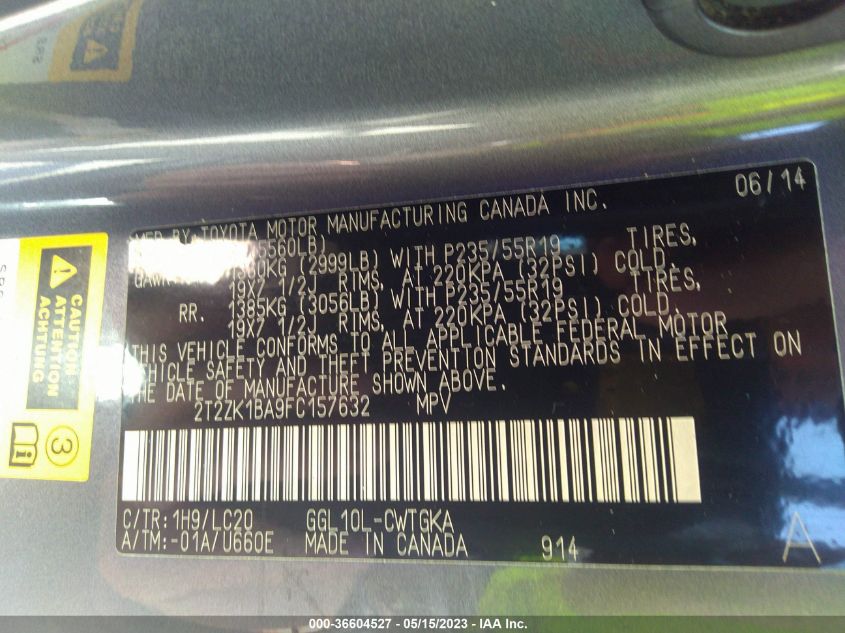 06/14
MFD BY TOYOTA MOTOR MANUFACTURING CANADA INC.
560LB)
(2999LB) WITH P235/55R19 TIRES,
19X7 1/2J RIMS, AT 220KPA (32PSI) COLD.
RR. 1385KG (3056LB) WITH P235/55R19 TIRES,
19X7 1/2J RIMS, AT 220KPA (32PSI) COLD.
THIS VEHICLE CONFORMS TO ALL APPLICABLE FEDERAL MOTOR
VEHICLE SAFETY AND THEFT PREVENTION STANDARDS IN EFFECT ON
THE DATE OF MANUFACTURE SHOWN ABOVE.
2T2ZK1BA9FC157632 MPV
C/TR:1H9/LC20 GGL10L-CWTGKA
A/TM:-01A/U660E MADE IN CANADA 914 A
CAUTION
ATTENTION
ACHTUNG
3
000-36604527 - 05/15/2023 - IAA Inc.